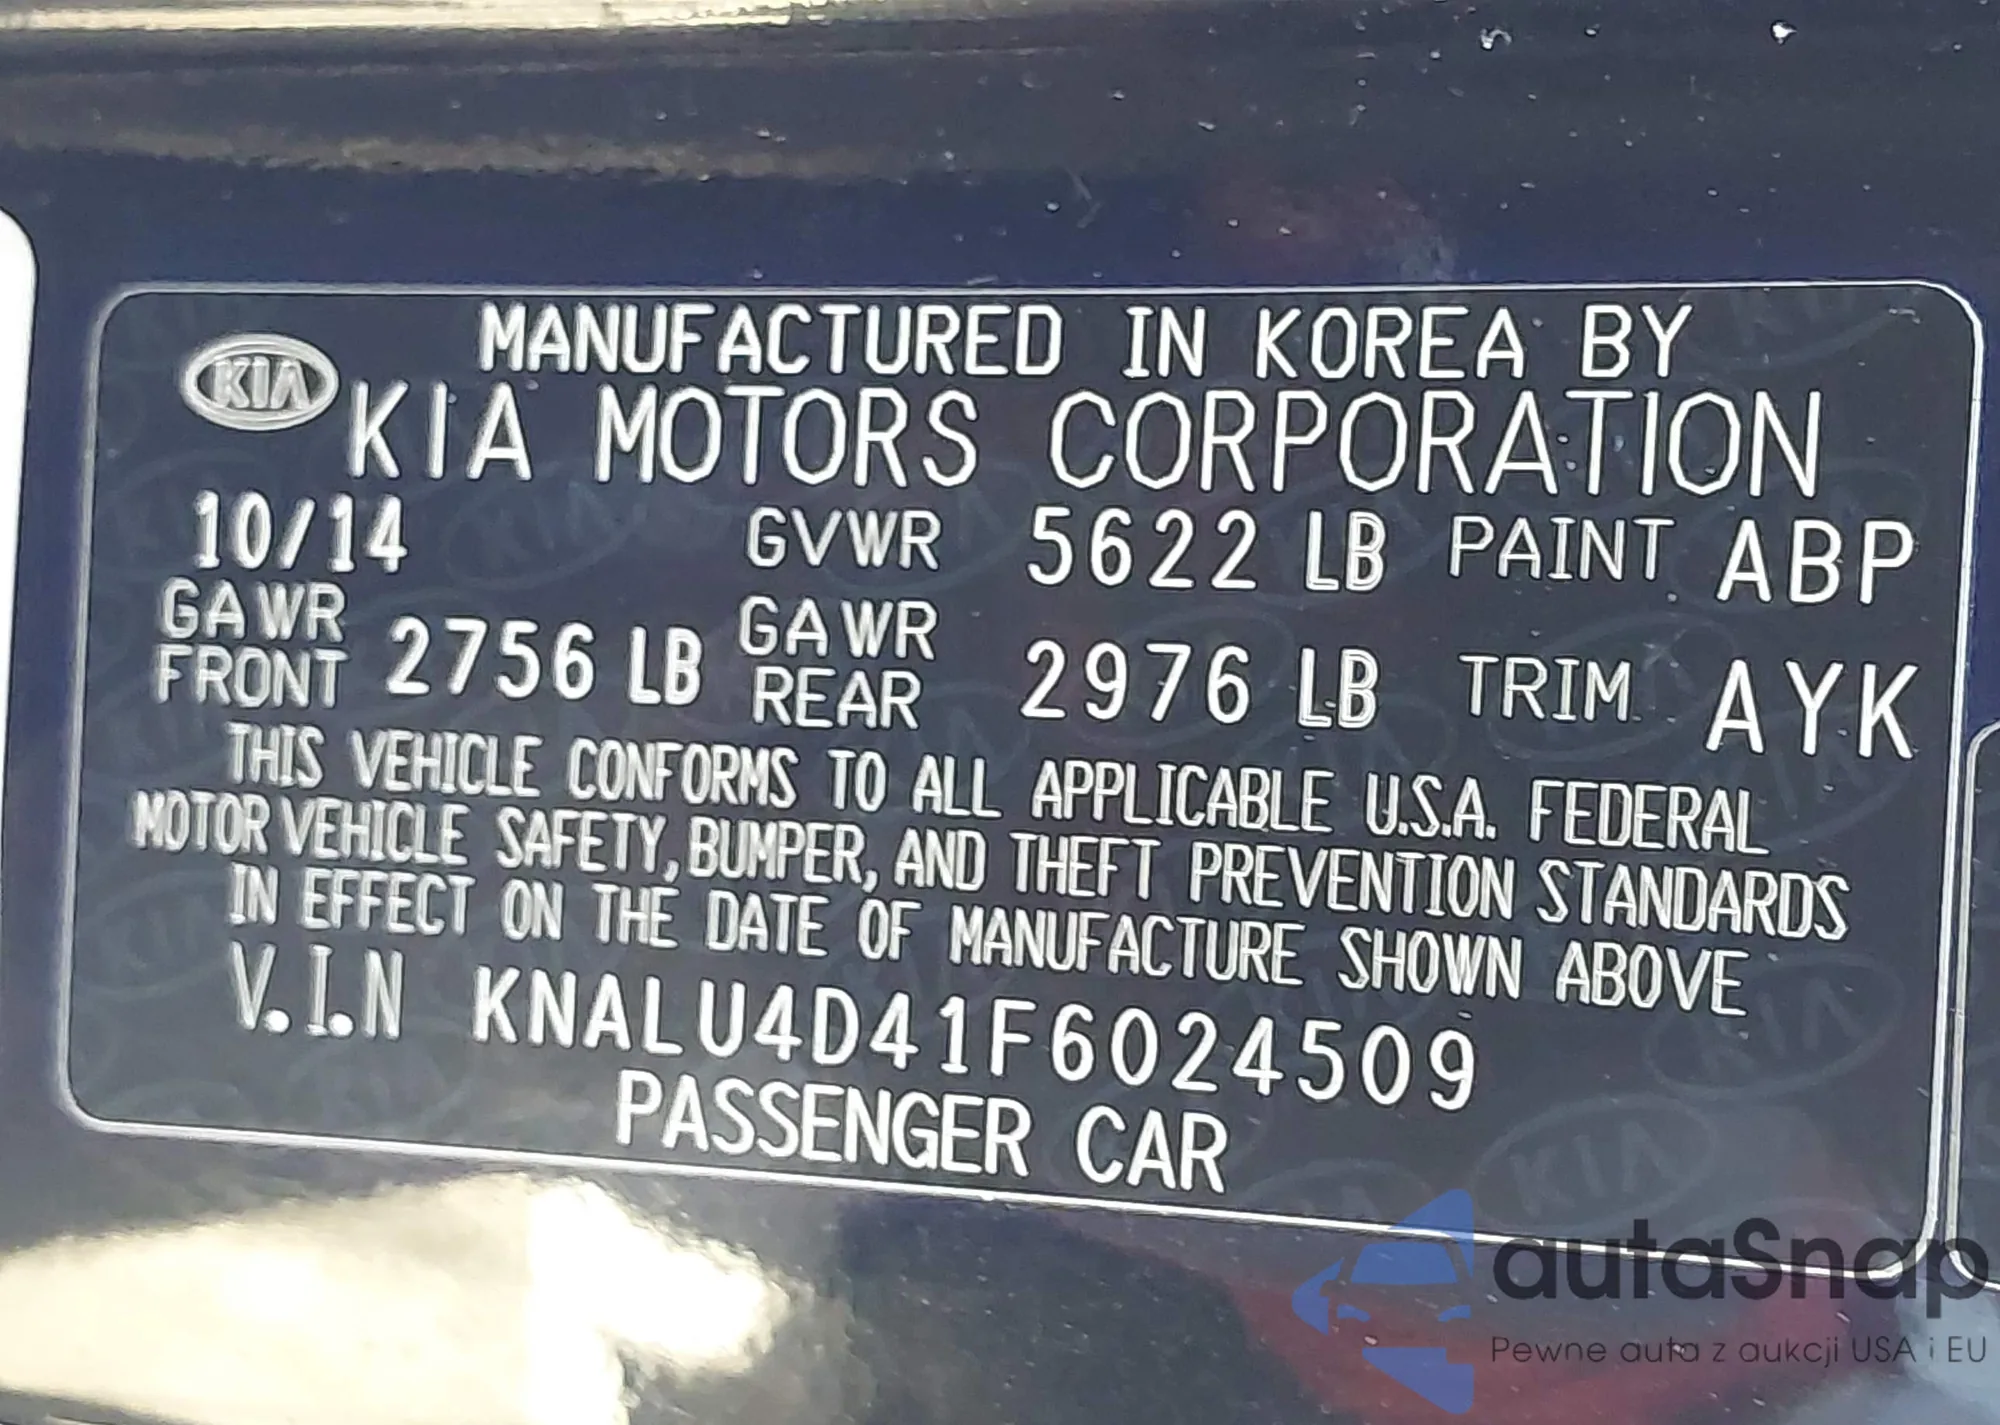 MANUFACTURED IN KOREA BY
KIA KIA MOTORS CORPORATION
10/14 GVWR 5622 LB PAINT ABP
GAWR FRONT 2756 LB GAWR REAR 2976 LB TRIM AYK
THIS VEHICLE CONFORMS TO ALL APPLICABLE U.S.A. FEDERAL
MOTOR VEHICLE SAFETY, BUMPER, AND THEFT PREVENTION STANDARDS
IN EFFECT ON THE DATE OF MANUFACTURE SHOWN ABOVE
V.I.N KNALU4D41F6024509
PASSENGER CAR
autaSnap
Pewne auta z aukcji USA i EU